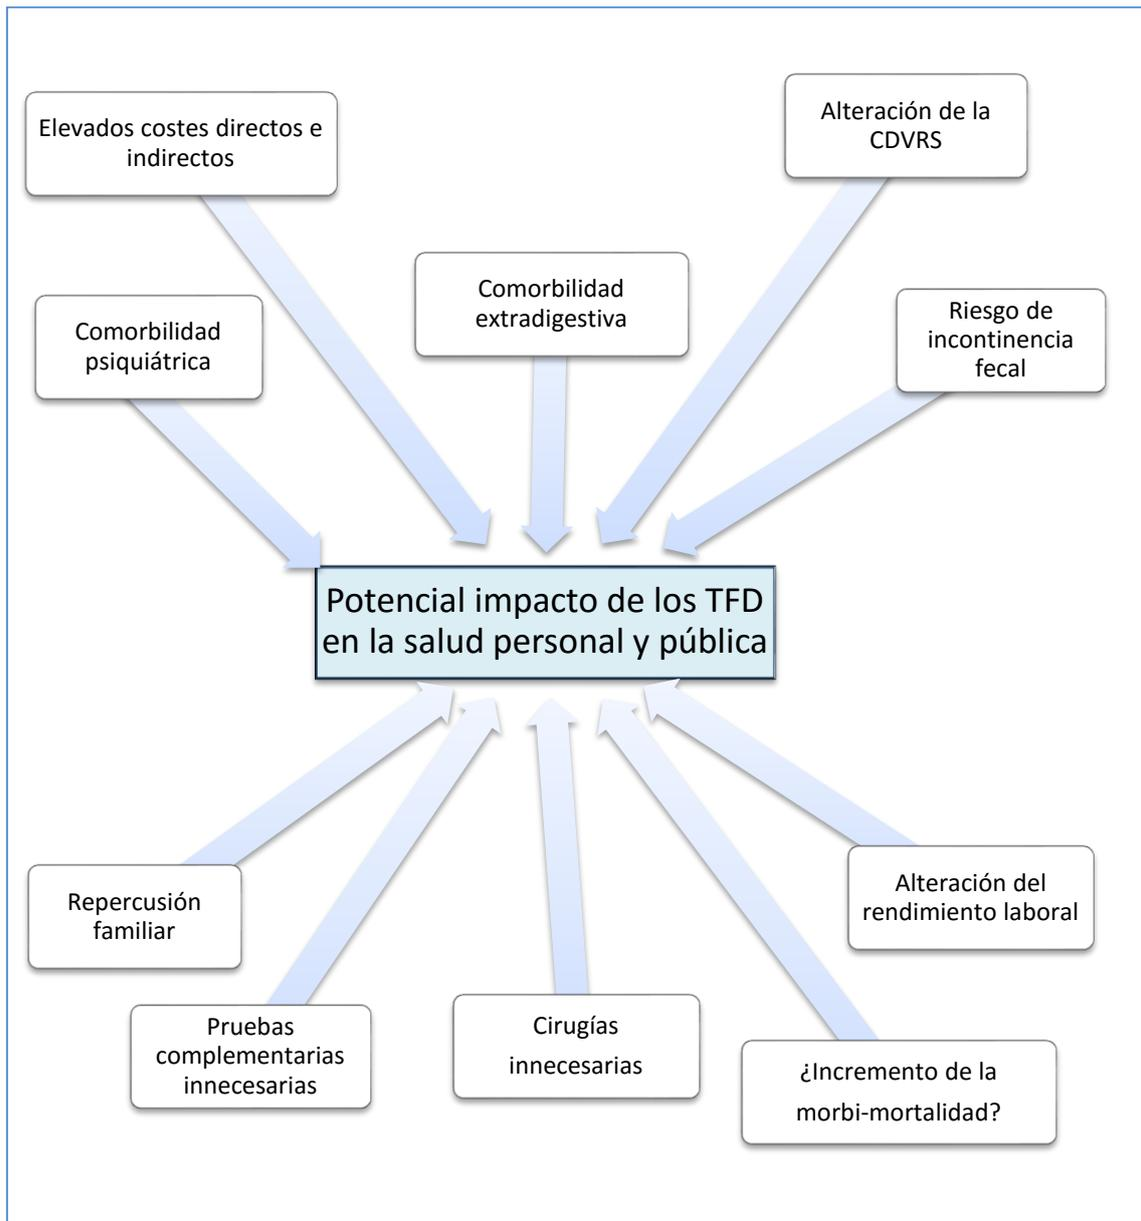 Elevados costes directos e
indirectos
Alteración de la
CDVRS
Comorbilidad
extradigestiva
Comorbilidad
psiquiátrica
Riesgo de
incontinencia
fecal
Potencial impacto de los TFD
en la salud personal y pública
Repercusión
familiar
Alteración del
rendimiento laboral
Pruebas
complementarias
innecesarias
Cirugías
innecesarias
¿Incremento de la
morbi-mortalidad?